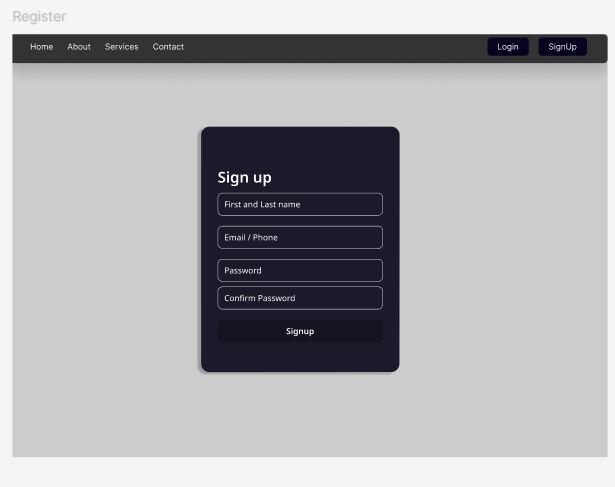 Register
Home About Services Contact Login SignUp
Sign up
First and Last name
Email / Phone
Password
Confirm Password
Signup